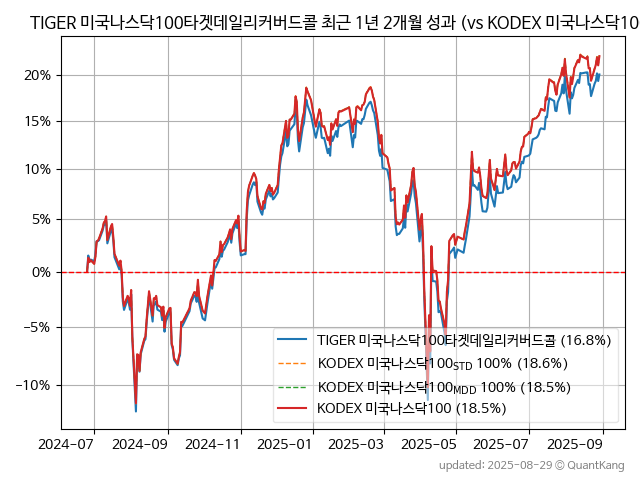 TIGER 미국나스닥100타겟데일리커버드콜 최근 1년 2개월 성과 (vs KODEX 미국나스닥10
20%
15%
10%
5%
0%
−5%
−10%
TIGER 미국나스닥100타겟데일리커버드콜 (16.8%)
KODEX 미국나스닥100STD 100% (18.6%)
KODEX 미국나스닥100MDD 100% (18.5%)
KODEX 미국나스닥100 (18.5%)
2024-07 2024-09 2024-11 2025-01 2025-03 2025-05 2025-07 2025-09
updated: 2025-08-29 © QuantKang